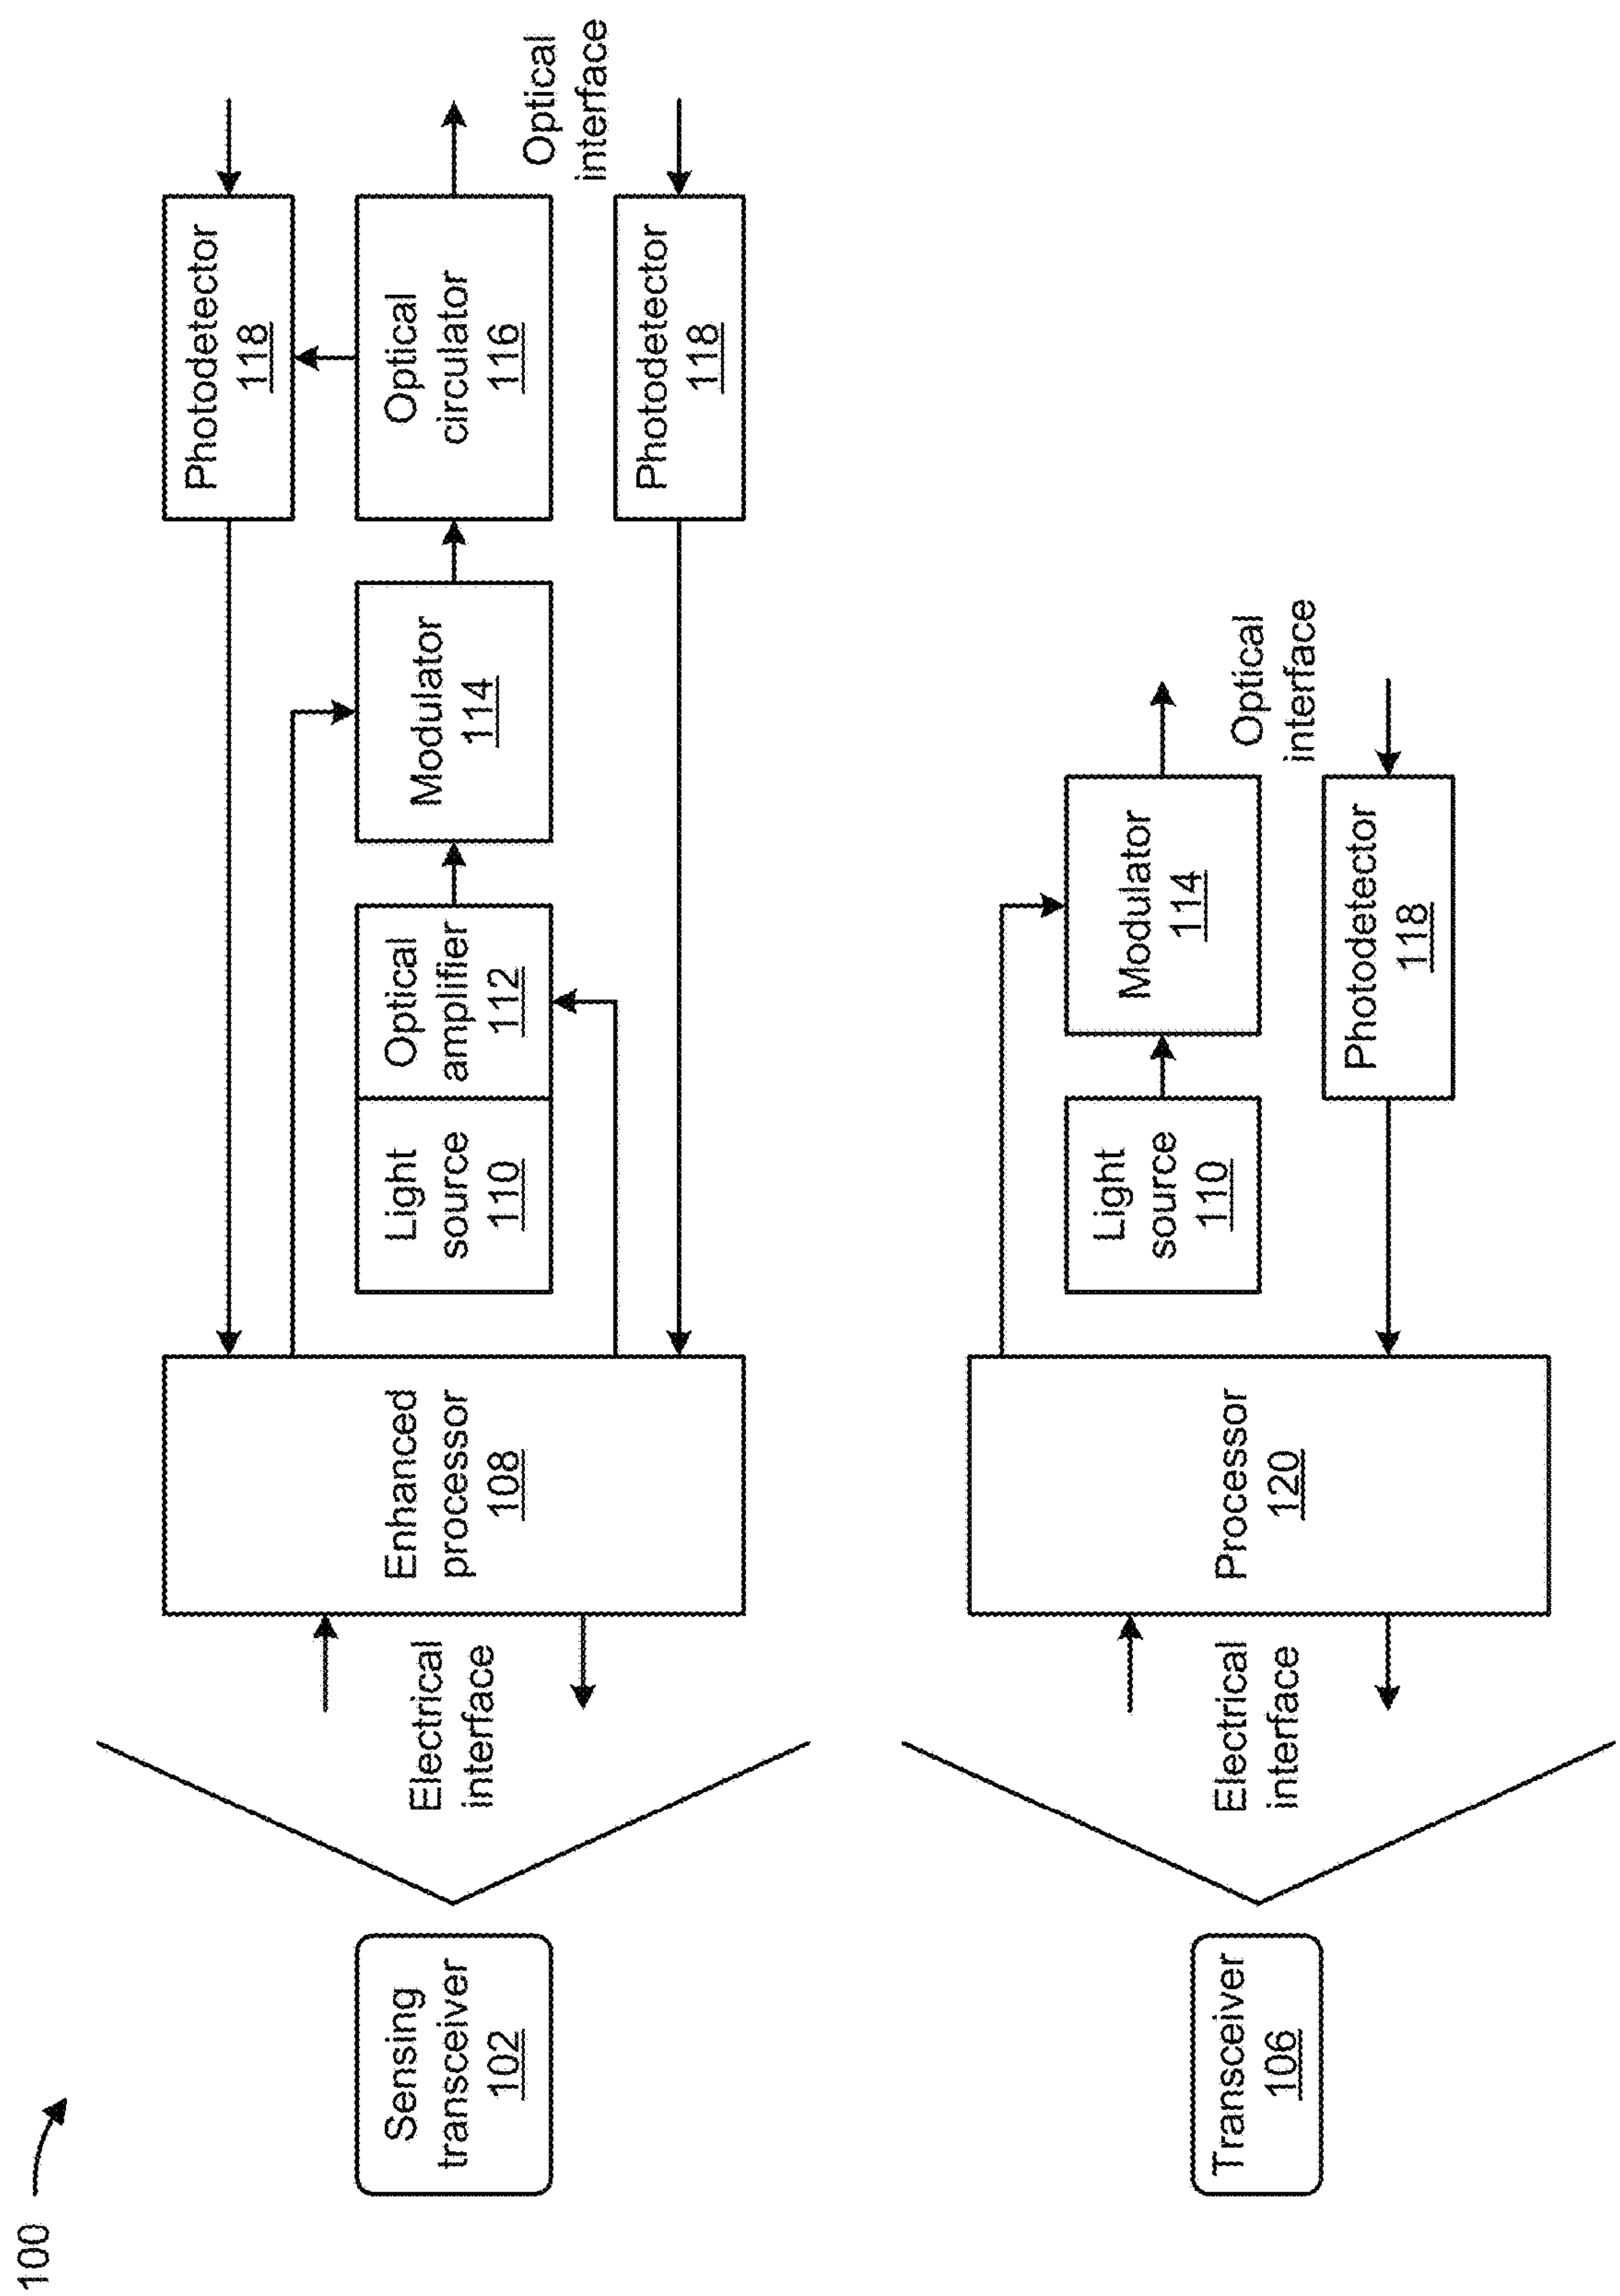 100
Sensing
transceiver
102
Electrical
interface
Enhanced
processor
108
Light
source
110
Optical
amplifier
112
Modulator
114
Photodetector
118
Optical
circulator
116
Photodetector
118
Optical
interface
Transceiver
106
Electrical
interface
Processor
120
Light
source
110
Modulator
114
Photodetector
118
Optical
interface